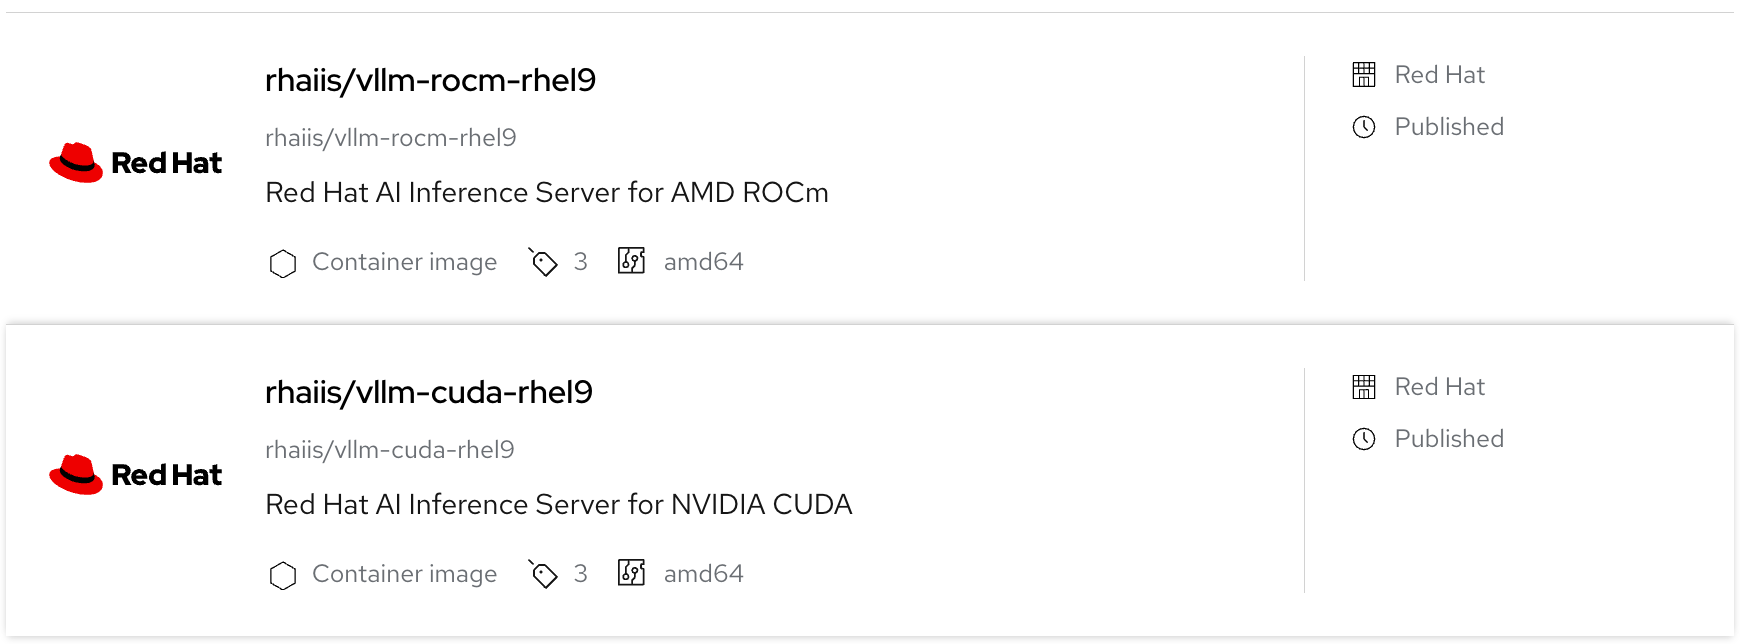 rhaiis/vllm-rocm-rhel9
rhaiis/vllm-rocm-rhel9
Red Hat
Red Hat AI Inference Server for AMD ROCm
Container image 3 amd64
Red Hat
Published
rhaiis/vllm-cuda-rhel9
rhaiis/vllm-cuda-rhel9
Red Hat
Red Hat AI Inference Server for NVIDIA CUDA
Container image 3 amd64
Red Hat
Published